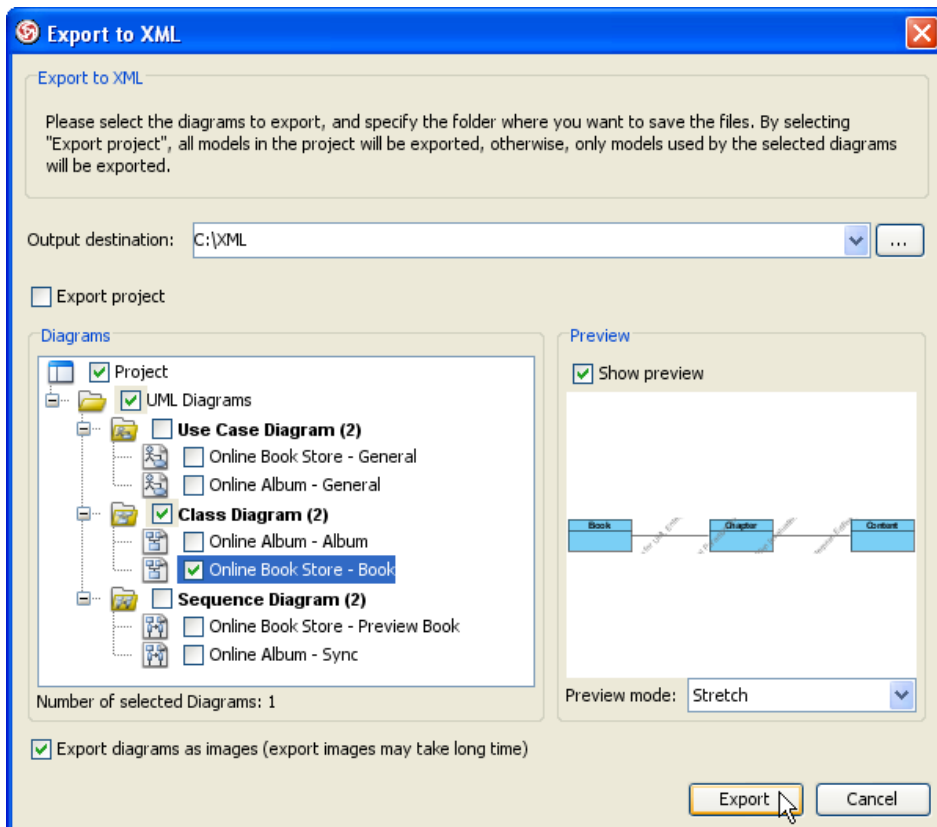 Export to XML
Export to XML
Please select the diagrams to export, and specify the folder where you want to save the files. By selecting
"Export project", all models in the project will be exported, otherwise, only models used by the selected diagrams
will be exported.
Output destination: C:\XML ...
Export project
Diagrams
Project
UML Diagrams
Use Case Diagram (2)
Online Book Store - General
Online Album - General
Class Diagram (2)
Online Album - Album
Online Book Store - Book
Sequence Diagram (2)
Online Book Store - Preview Book
Online Album - Sync
Number of selected Diagrams: 1
Preview
Show preview
Book Chapter Content
Preview mode: Stretch
Export diagrams as images (export images may take long time)
Export Cancel